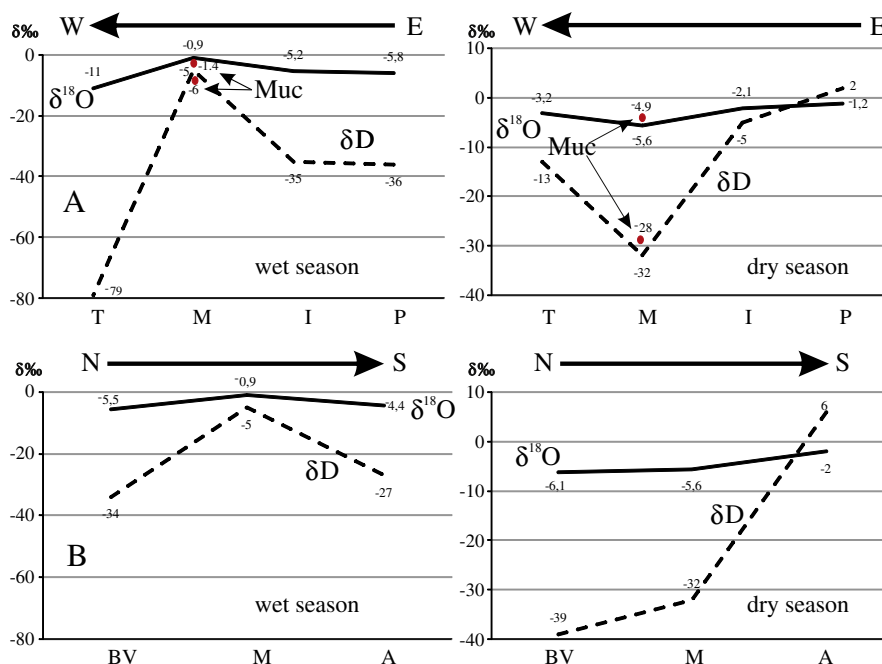 W E
δ‰
0
-20
-40
-60
-80
-11
-0,9
-5,2
-5,8
-5
-1.4
-6
Muc
δ¹⁸O
δD
-35
-36
-79
A
wet season
T M I P
W E
δ‰
10
0
-10
-20
-30
-40
-3,2
-4,9
-2,1
2
-1,2
δ¹⁸O
Muc
-5,6
-5
-13
δD
-28
-32
dry season
T M I P
N S
δ‰
0
-20
-40
-60
-80
-5,5
-0,9
-4,4
δ¹⁸O
-5
δD
-34
-27
B
wet season
BV M A
N S
δ‰
10
0
-10
-20
-30
-40
6
δ¹⁸O
-6,1
-5,6
-2
δD
-32
-39
dry season
BV M A